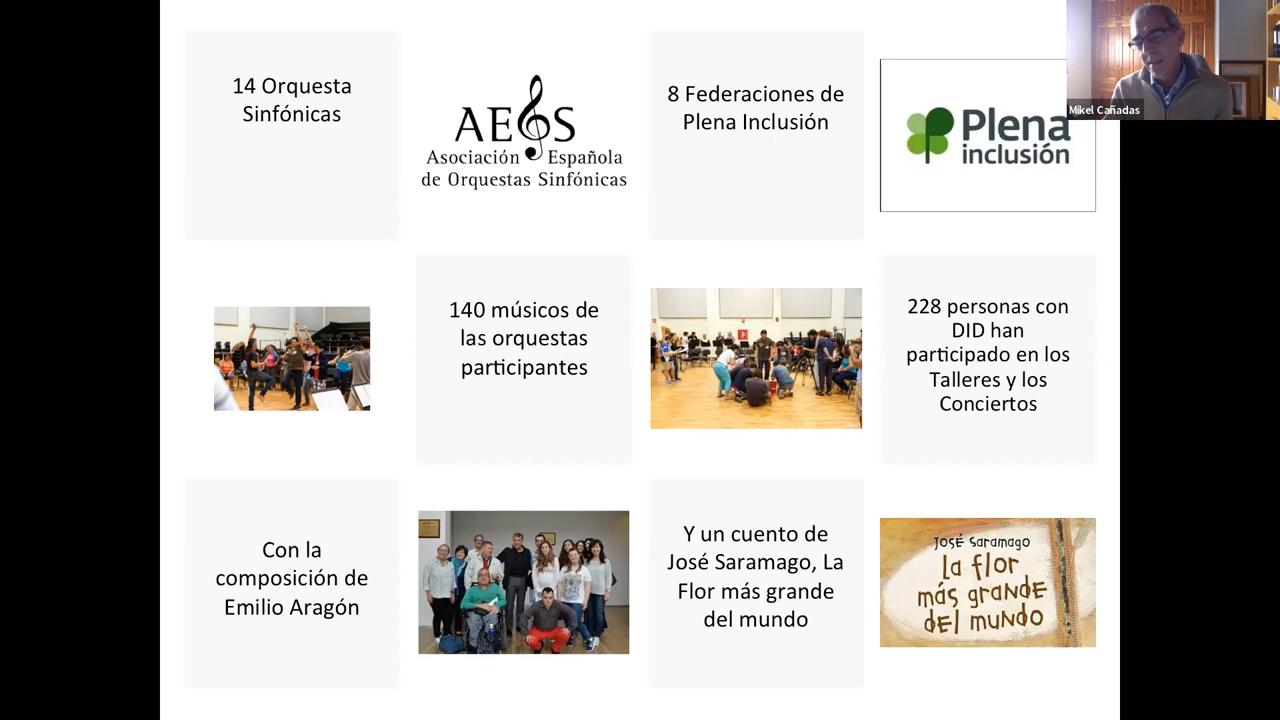 14 Orquesta
Sinfónicas
AEOS
Asociación Española
de Orquestas Sinfónicas
8 Federaciones de
Plena Inclusión
Plena
inclusión
Mikel Cañadas
140 músicos de
las orquestas
participantes
228 personas con
DID han
participado en los
Talleres y los
Conciertos
Con la
composición de
Emilio Aragón
Y un cuento de
José Saramago, La
Flor más grande
del mundo
José Saramago
la flor
más grande
del mundo